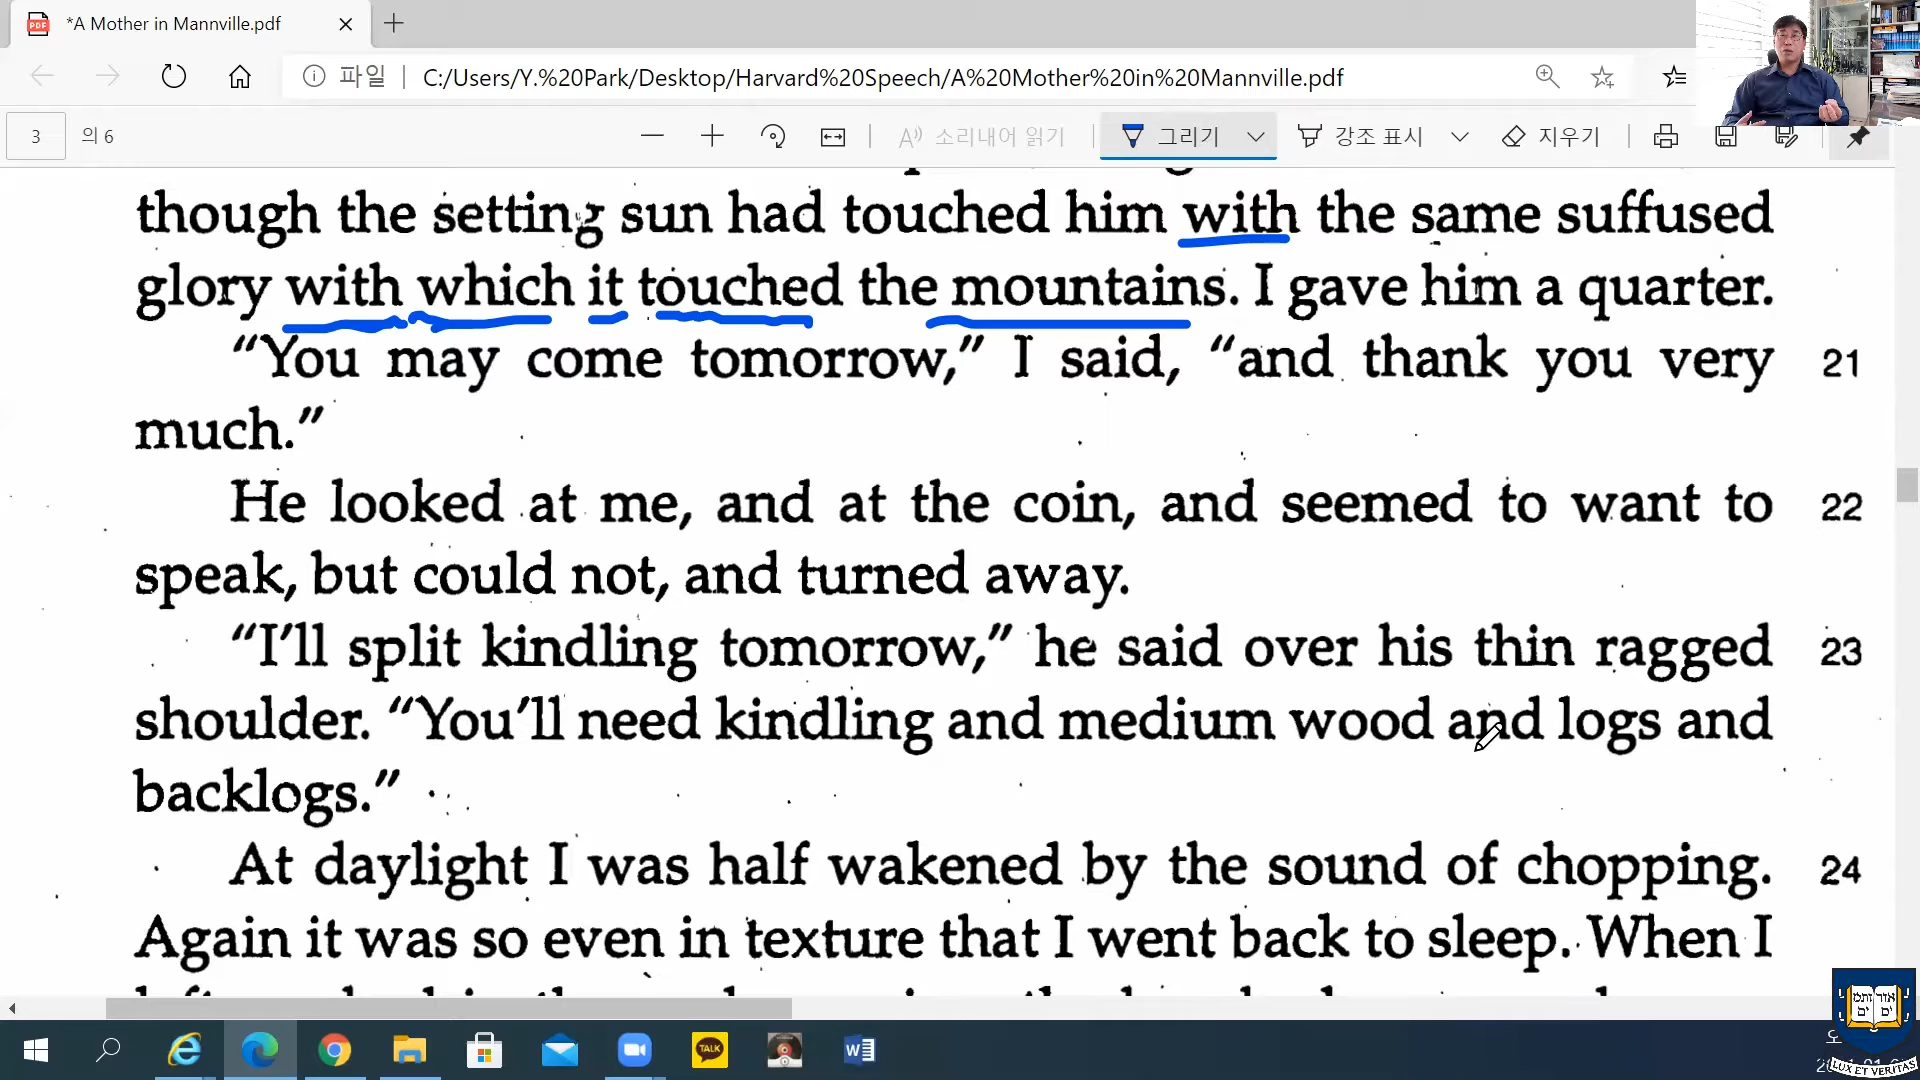 *A Mother in Mannville.pdf
파일 | C:/Users/Y.%20Park/Desktop/Harvard%20Speech/A%20Mother%20in%20Mannville.pdf
3 의 6 소리내어 읽기 그리기 강조 표시 지우기
though the setting sun had touched him with the same suffused
glory with which it touched the mountains. I gave him a quarter.
“You may come tomorrow,” I said, “and thank you very 21
much.”
He looked at me, and at the coin, and seemed to want to 22
speak, but could not, and turned away.
“I’ll split kindling tomorrow,” he said over his thin ragged 23
shoulder. “You’ll need kindling and medium wood and logs and
backlogs.”
At daylight I was half wakened by the sound of chopping. 24
Again it was so even in texture that I went back to sleep. When I
TALK
LUX ET VERITAS